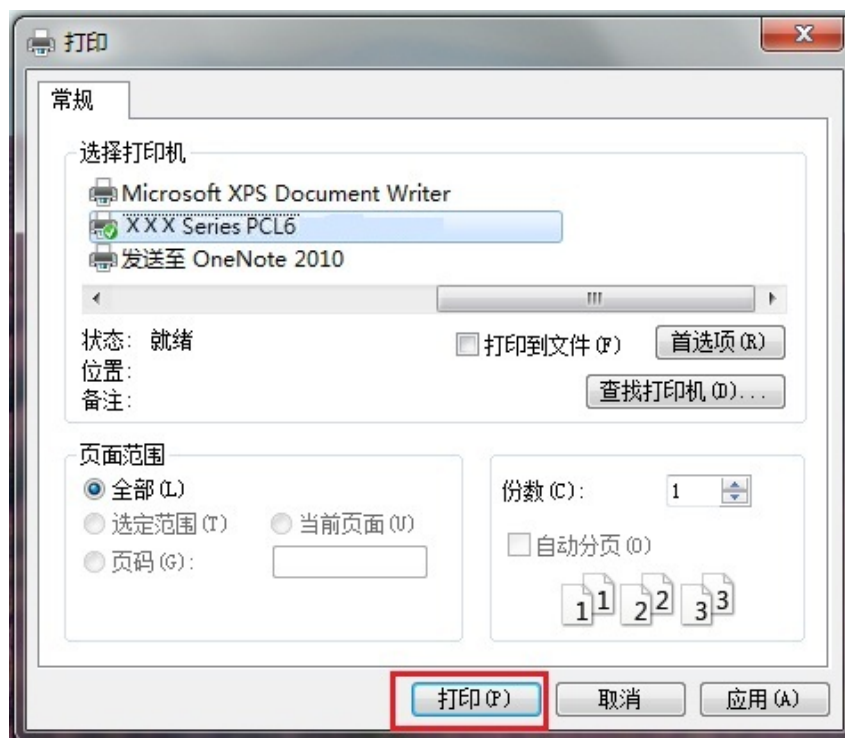 打印
常规
选择打印机
Microsoft XPS Document Writer
XXX Series PCL6
发送至 OneNote 2010
状态: 就绪
打印到文件(F) 首选项(R)
位置:
备注:
查找打印机(D)...
页面范围
全部(L)
选定范围(T) 当前页面(U)
页码(G):
份数(C): 1
自动分页(O)
1 1 2 2 3 3
打印(P) 取消 应用(A)